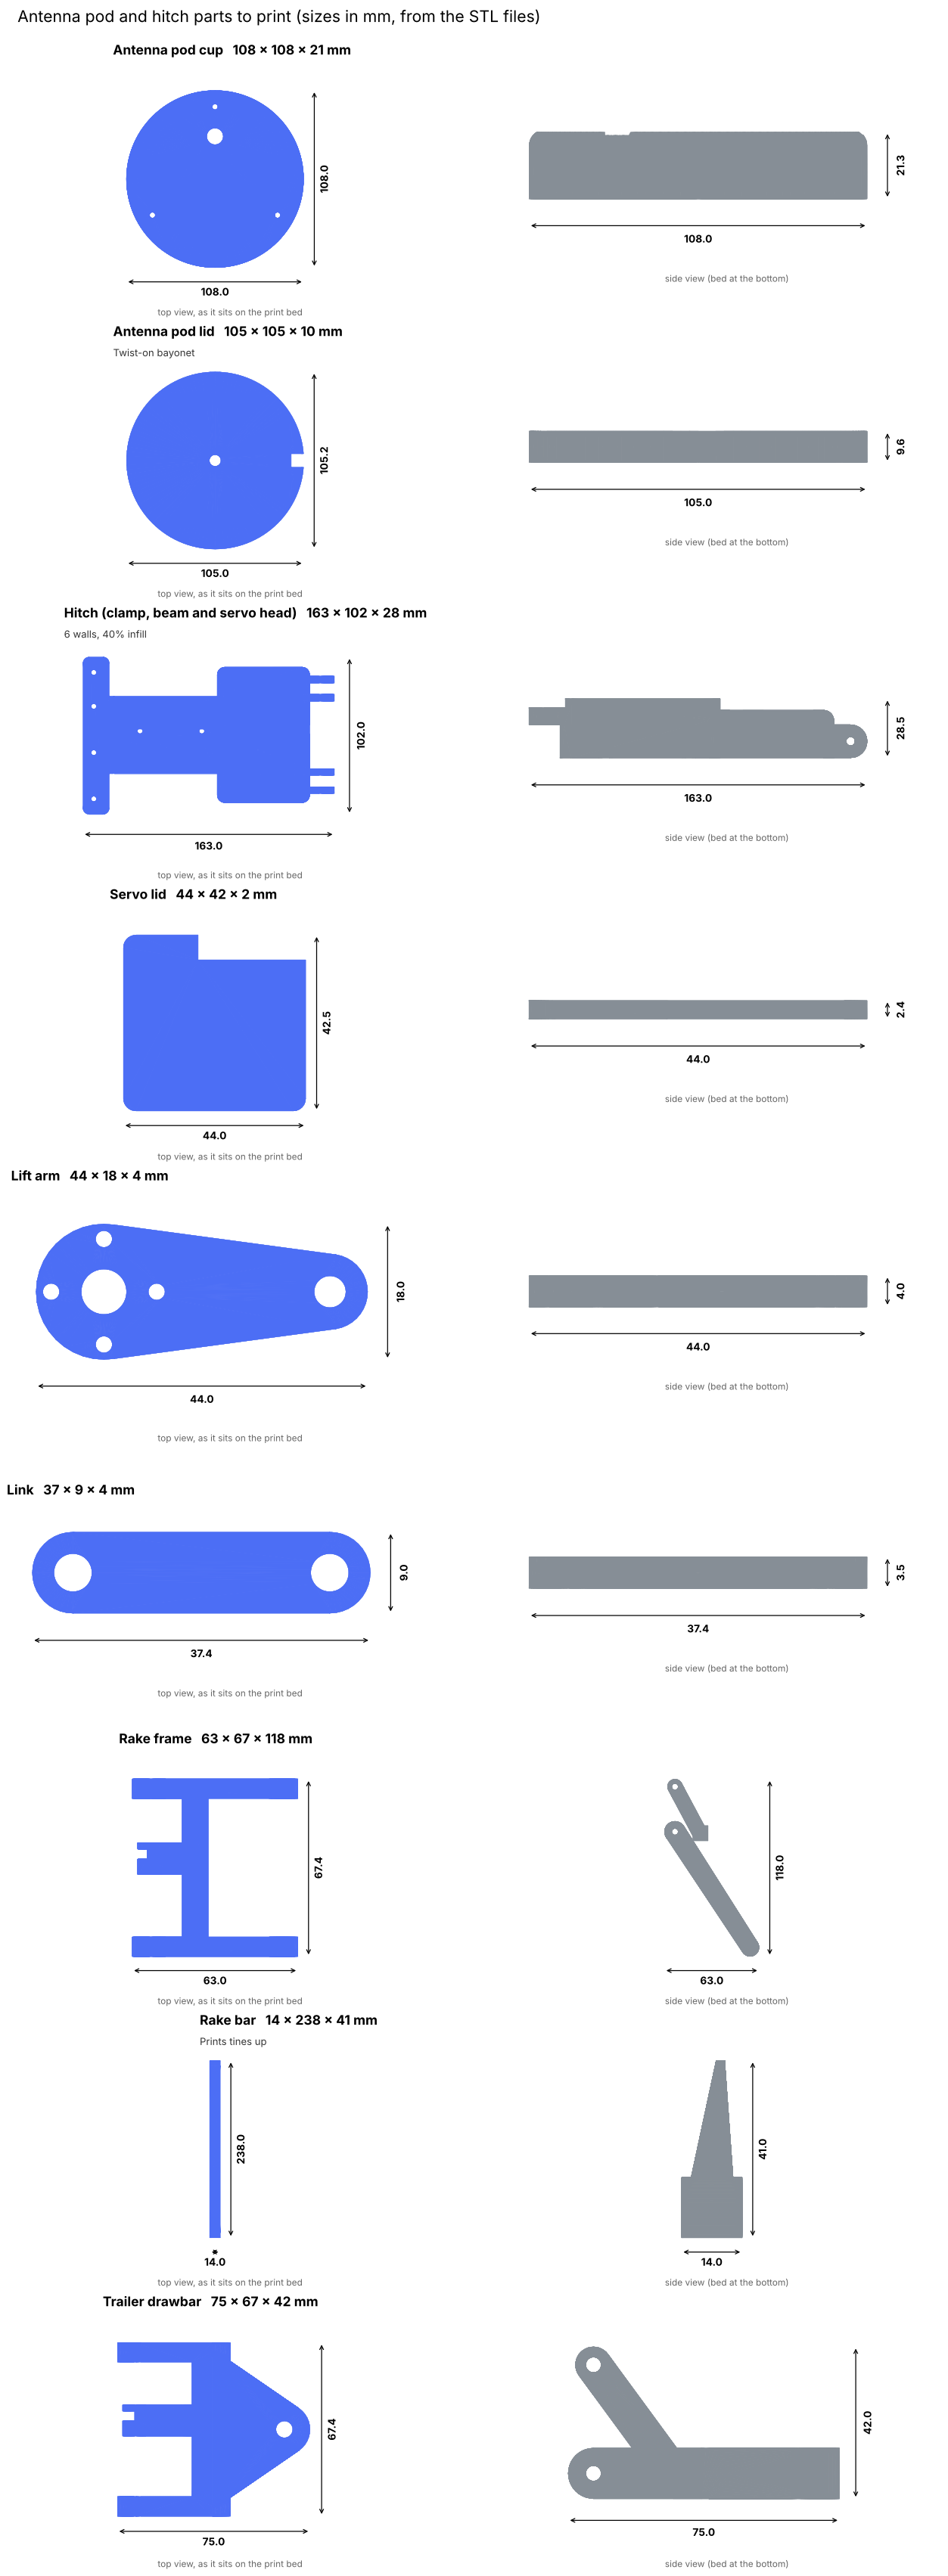 Antenna pod and hitch parts to print (sizes in mm, from the STL files)
Antenna pod cup 108 × 108 × 21 mm
108.0
108.0
top view, as it sits on the print bed
21.3
108.0
side view (bed at the bottom)
Antenna pod lid 105 × 105 × 10 mm
Twist-on bayonet
105.2
105.0
top view, as it sits on the print bed
9.6
105.0
side view (bed at the bottom)
Hitch (clamp, beam and servo head) 163 × 102 × 28 mm
6 walls, 40% infill
102.0
163.0
top view, as it sits on the print bed
28.5
163.0
side view (bed at the bottom)
Servo lid 44 × 42 × 2 mm
42.5
44.0
top view, as it sits on the print bed
2.4
44.0
side view (bed at the bottom)
Lift arm 44 × 18 × 4 mm
18.0
44.0
top view, as it sits on the print bed
4.0
44.0
side view (bed at the bottom)
Link 37 × 9 × 4 mm
9.0
37.4
top view, as it sits on the print bed
3.5
37.4
side view (bed at the bottom)
Rake frame 63 × 67 × 118 mm
67.4
63.0
top view, as it sits on the print bed
118.0
63.0
side view (bed at the bottom)
Rake bar 14 × 238 × 41 mm
Prints tines up
238.0
14.0
top view, as it sits on the print bed
41.0
14.0
side view (bed at the bottom)
Trailer drawbar 75 × 67 × 42 mm
67.4
75.0
top view, as it sits on the print bed
42.0
75.0
side view (bed at the bottom)